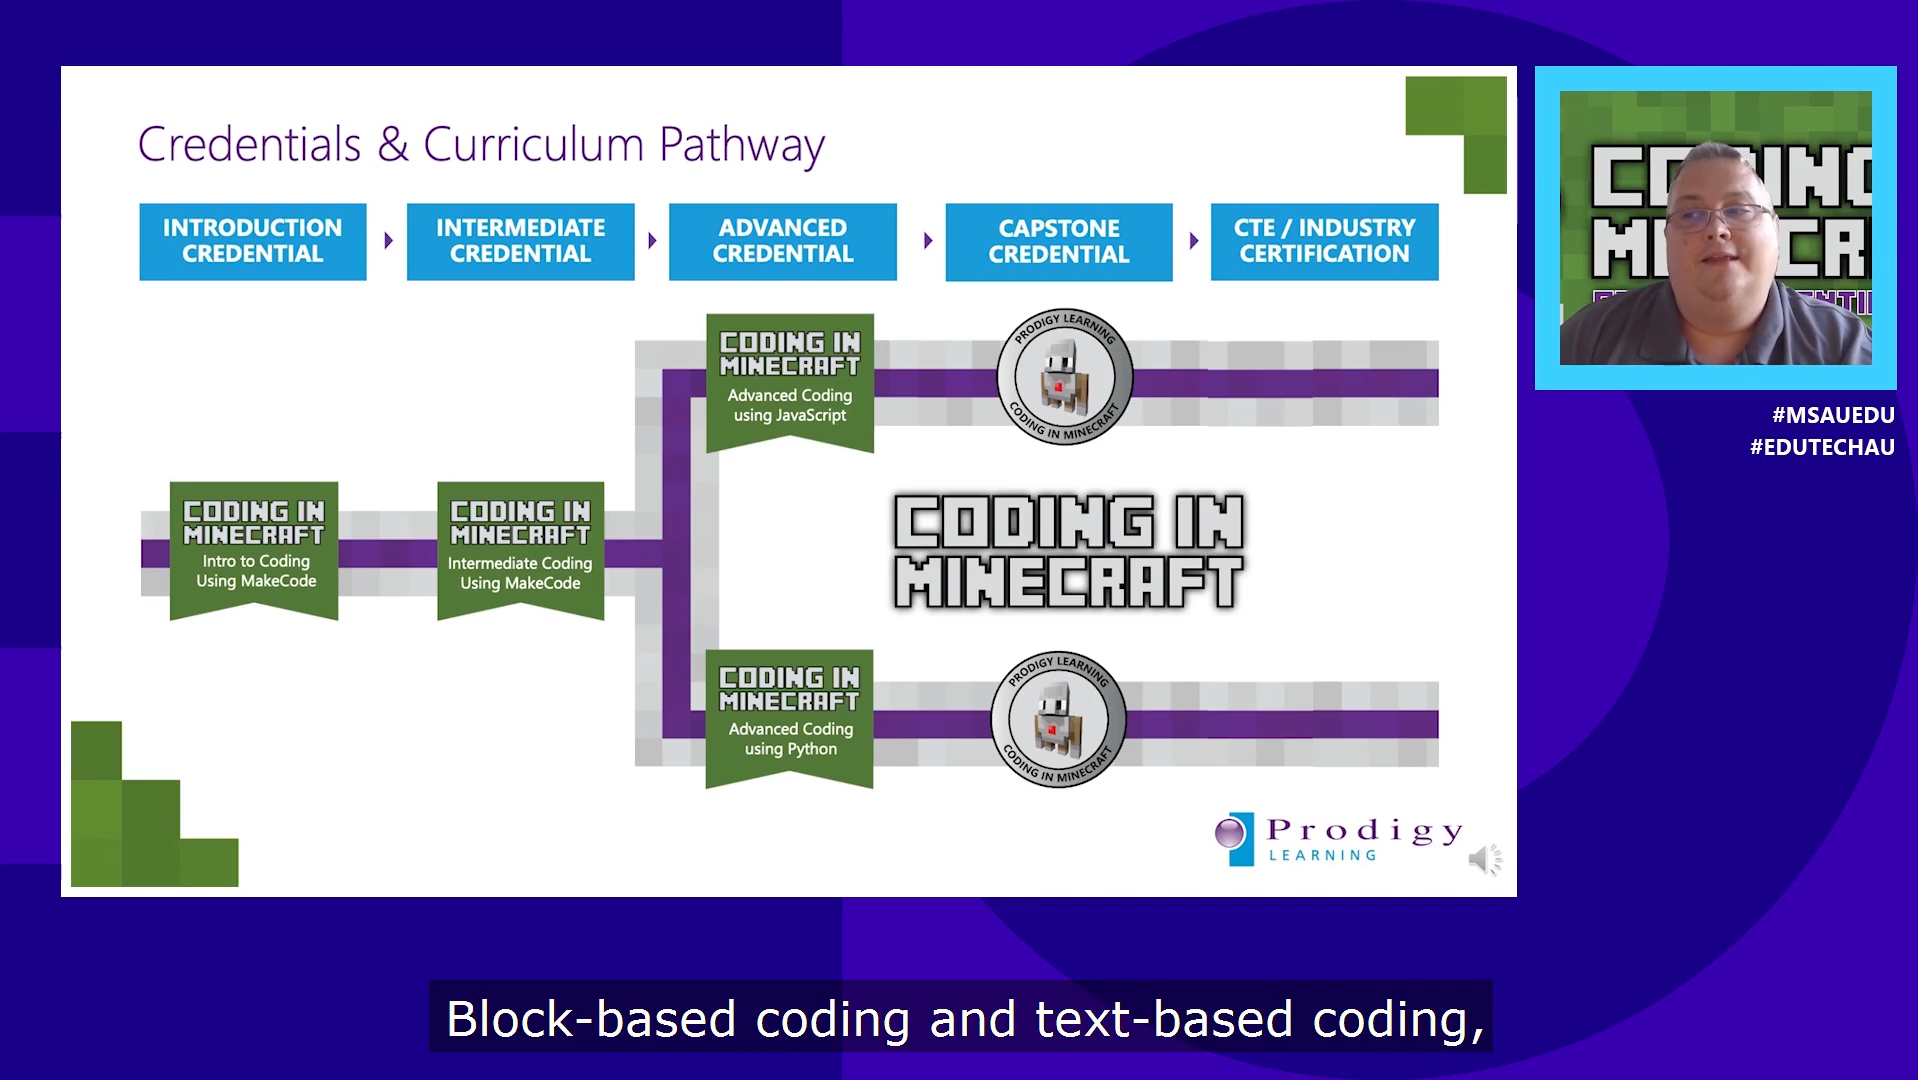 Credentials & Curriculum Pathway
INTRODUCTION
CREDENTIAL
INTERMEDIATE
CREDENTIAL
ADVANCED
CREDENTIAL
CAPSTONE
CREDENTIAL
CTE / INDUSTRY
CERTIFICATION
CODING IN
MINECRAFT
Advanced Coding
using JavaScript
PRODIGY LEARNING
CODING IN MINECRAFT
CODING IN
MINECRAFT
Intro to Coding
Using MakeCode
CODING IN
MINECRAFT
Intermediate Coding
Using MakeCode
CODING IN
MINECRAFT
CODING IN
MINECRAFT
Advanced Coding
using Python
PRODIGY LEARNING
CODING IN MINECRAFT
Prodigy
LEARNING
#MSAUEDU
#EDUTECHAU
Block-based coding and text-based coding,